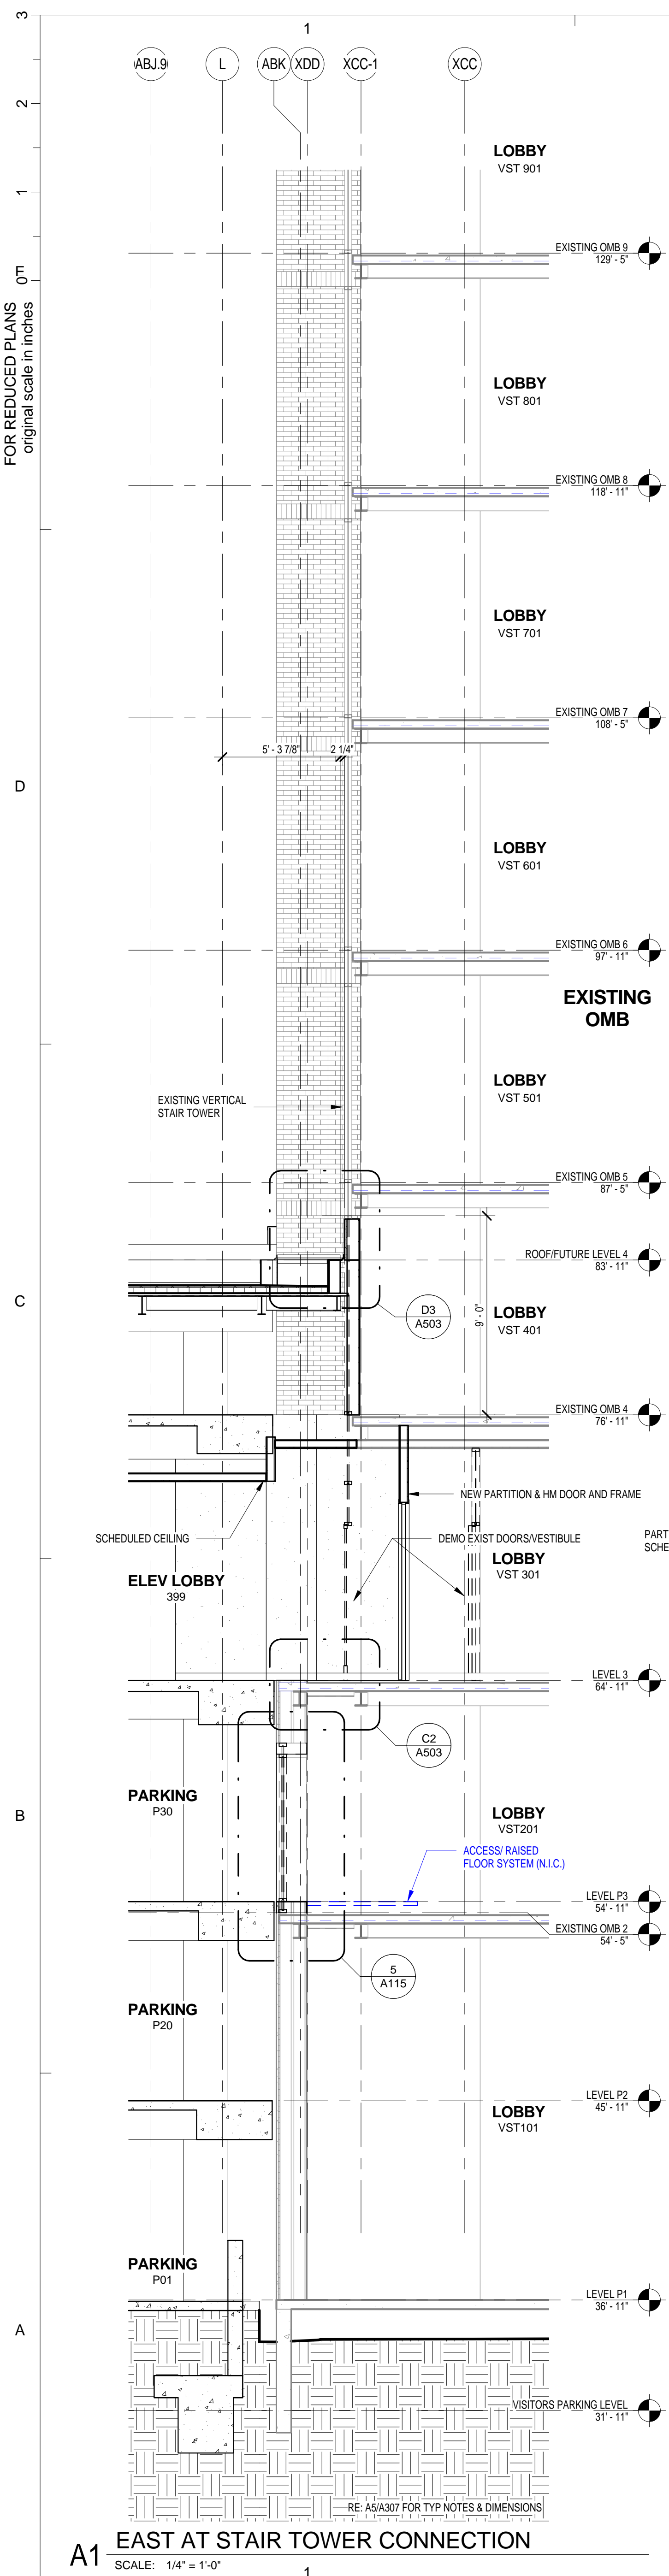 3
1
ABJ.9
L
ABK
XDD
XCC-1
XCC
2
LOBBY
VST 901
1
EXISTING OMB 9
129' - 5"
0
FOR REDUCED PLANS
original scale in inches
LOBBY
VST 801
EXISTING OMB 8
118' - 11"
LOBBY
VST 701
EXISTING OMB 7
108' - 5"
5' - 3 7/8"
2 1/4"
D
LOBBY
VST 601
EXISTING OMB 6
97' - 11"
EXISTING
OMB
LOBBY
VST 501
EXISTING VERTICAL
STAIR TOWER
EXISTING OMB 5
87' - 5"
ROOF/FUTURE LEVEL 4
83' - 11"
C
D3
A503
9' - 0"
LOBBY
VST 401
EXISTING OMB 4
76' - 11"
NEW PARTITION & HM DOOR AND FRAME
SCHEDULED CEILING
DEMO EXIST DOORS/VESTIBULE
PART
SCHE
ELEV LOBBY
399
LOBBY
VST 301
LEVEL 3
64' - 11"
C2
A503
PARKING
P30
B
LOBBY
VST201
ACCESS/ RAISED
FLOOR SYSTEM (N.I.C.)
LEVEL P3
54' - 11"
EXISTING OMB 2
54' - 5"
5
A115
PARKING
P20
LEVEL P2
45' - 11"
LOBBY
VST101
PARKING
P01
LEVEL P1
36' - 11"
A
VISITORS PARKING LEVEL
31' - 11"
RE: A5/A307 FOR TYP NOTES & DIMENSIONS
A1
EAST AT STAIR TOWER CONNECTION
SCALE: 1/4" = 1'-0"
1